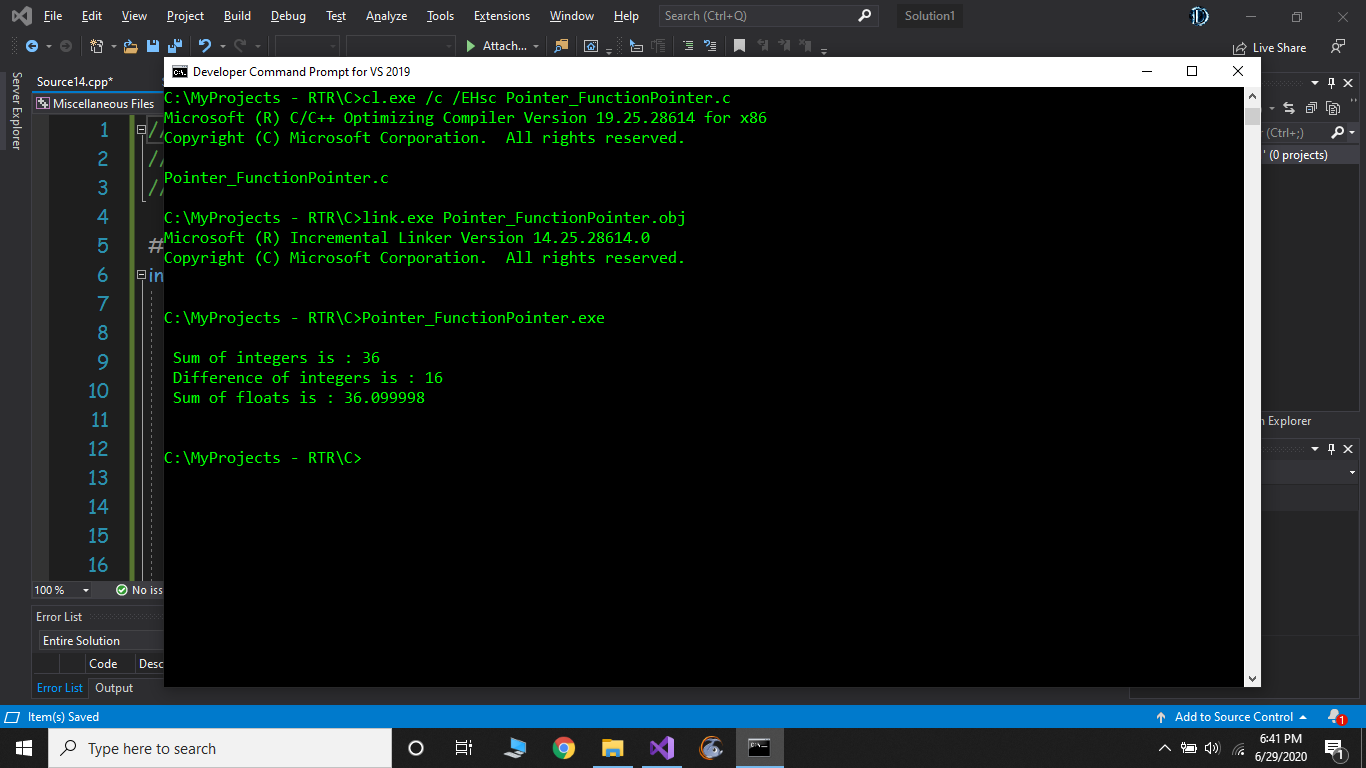 File Edit View Project Build Debug Test Analyze Tools Extensions Window Help Search (Ctrl+Q) Solution1
Attach... Live Share
Server Explorer
Source14.cpp*
Miscellaneous Files
1 //
2 //
3 //
4
5 #
6 in
7
8
9
10
11
12
13
14
15
16
100 % No iss
Error List
Entire Solution
Code Desc
Error List Output
Developer Command Prompt for VS 2019
C:\MyProjects - RTR\C>cl.exe /c /EHsc Pointer_FunctionPointer.c
Microsoft (R) C/C++ Optimizing Compiler Version 19.25.28614 for x86
Copyright (C) Microsoft Corporation.  All rights reserved.
Pointer_FunctionPointer.c
C:\MyProjects - RTR\C>link.exe Pointer_FunctionPointer.obj
Microsoft (R) Incremental Linker Version 14.25.28614.0
Copyright (C) Microsoft Corporation.  All rights reserved.
C:\MyProjects - RTR\C>Pointer_FunctionPointer.exe
Sum of integers is : 36
Difference of integers is : 16
Sum of floats is : 36.099998
C:\MyProjects - RTR\C>
(Ctrl+;)
' (0 projects)
Explorer
Item(s) Saved Add to Source Control 1
Type here to search
6:41 PM
6/29/2020
1